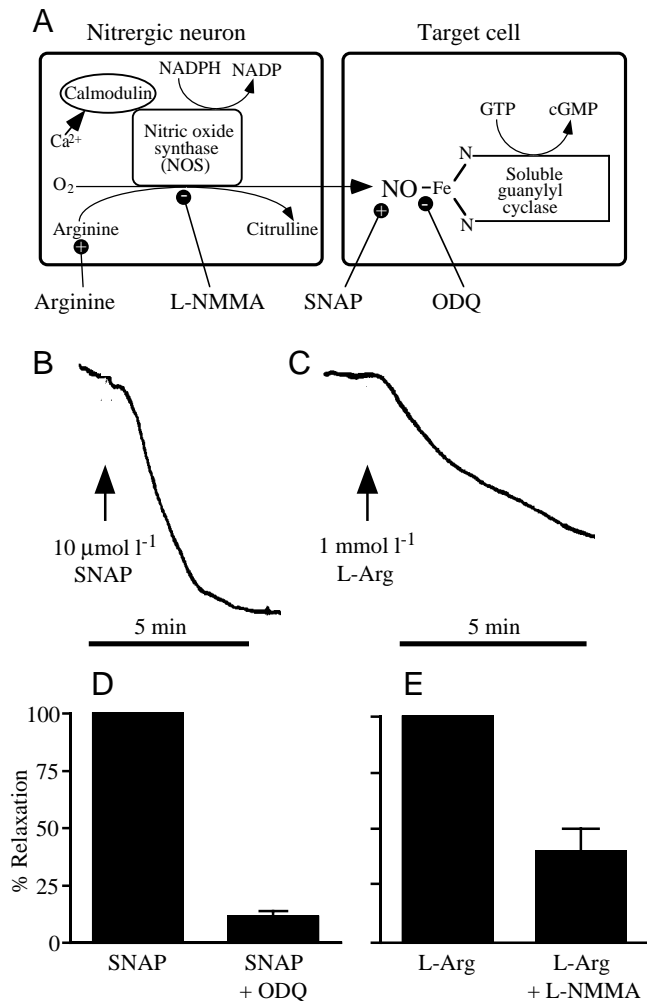 A
Nitrergic neuron
Target cell
NADPH
NADP
Calmodulin
Ca2+
Nitric oxide
synthase
(NOS)
O2
Arginine
Citrulline
GTP
cGMP
N
NO
Fe
N
Soluble
guanylyl
cyclase
+
-
+
-
Arginine
L-NMMA
SNAP
ODQ
B
10 μmol l-1
SNAP
5 min
C
1 mmol l-1
L-Arg
5 min
D
% Relaxation
100
75
50
25
0
SNAP
SNAP
+ ODQ
E
L-Arg
L-Arg
+ L-NMMA